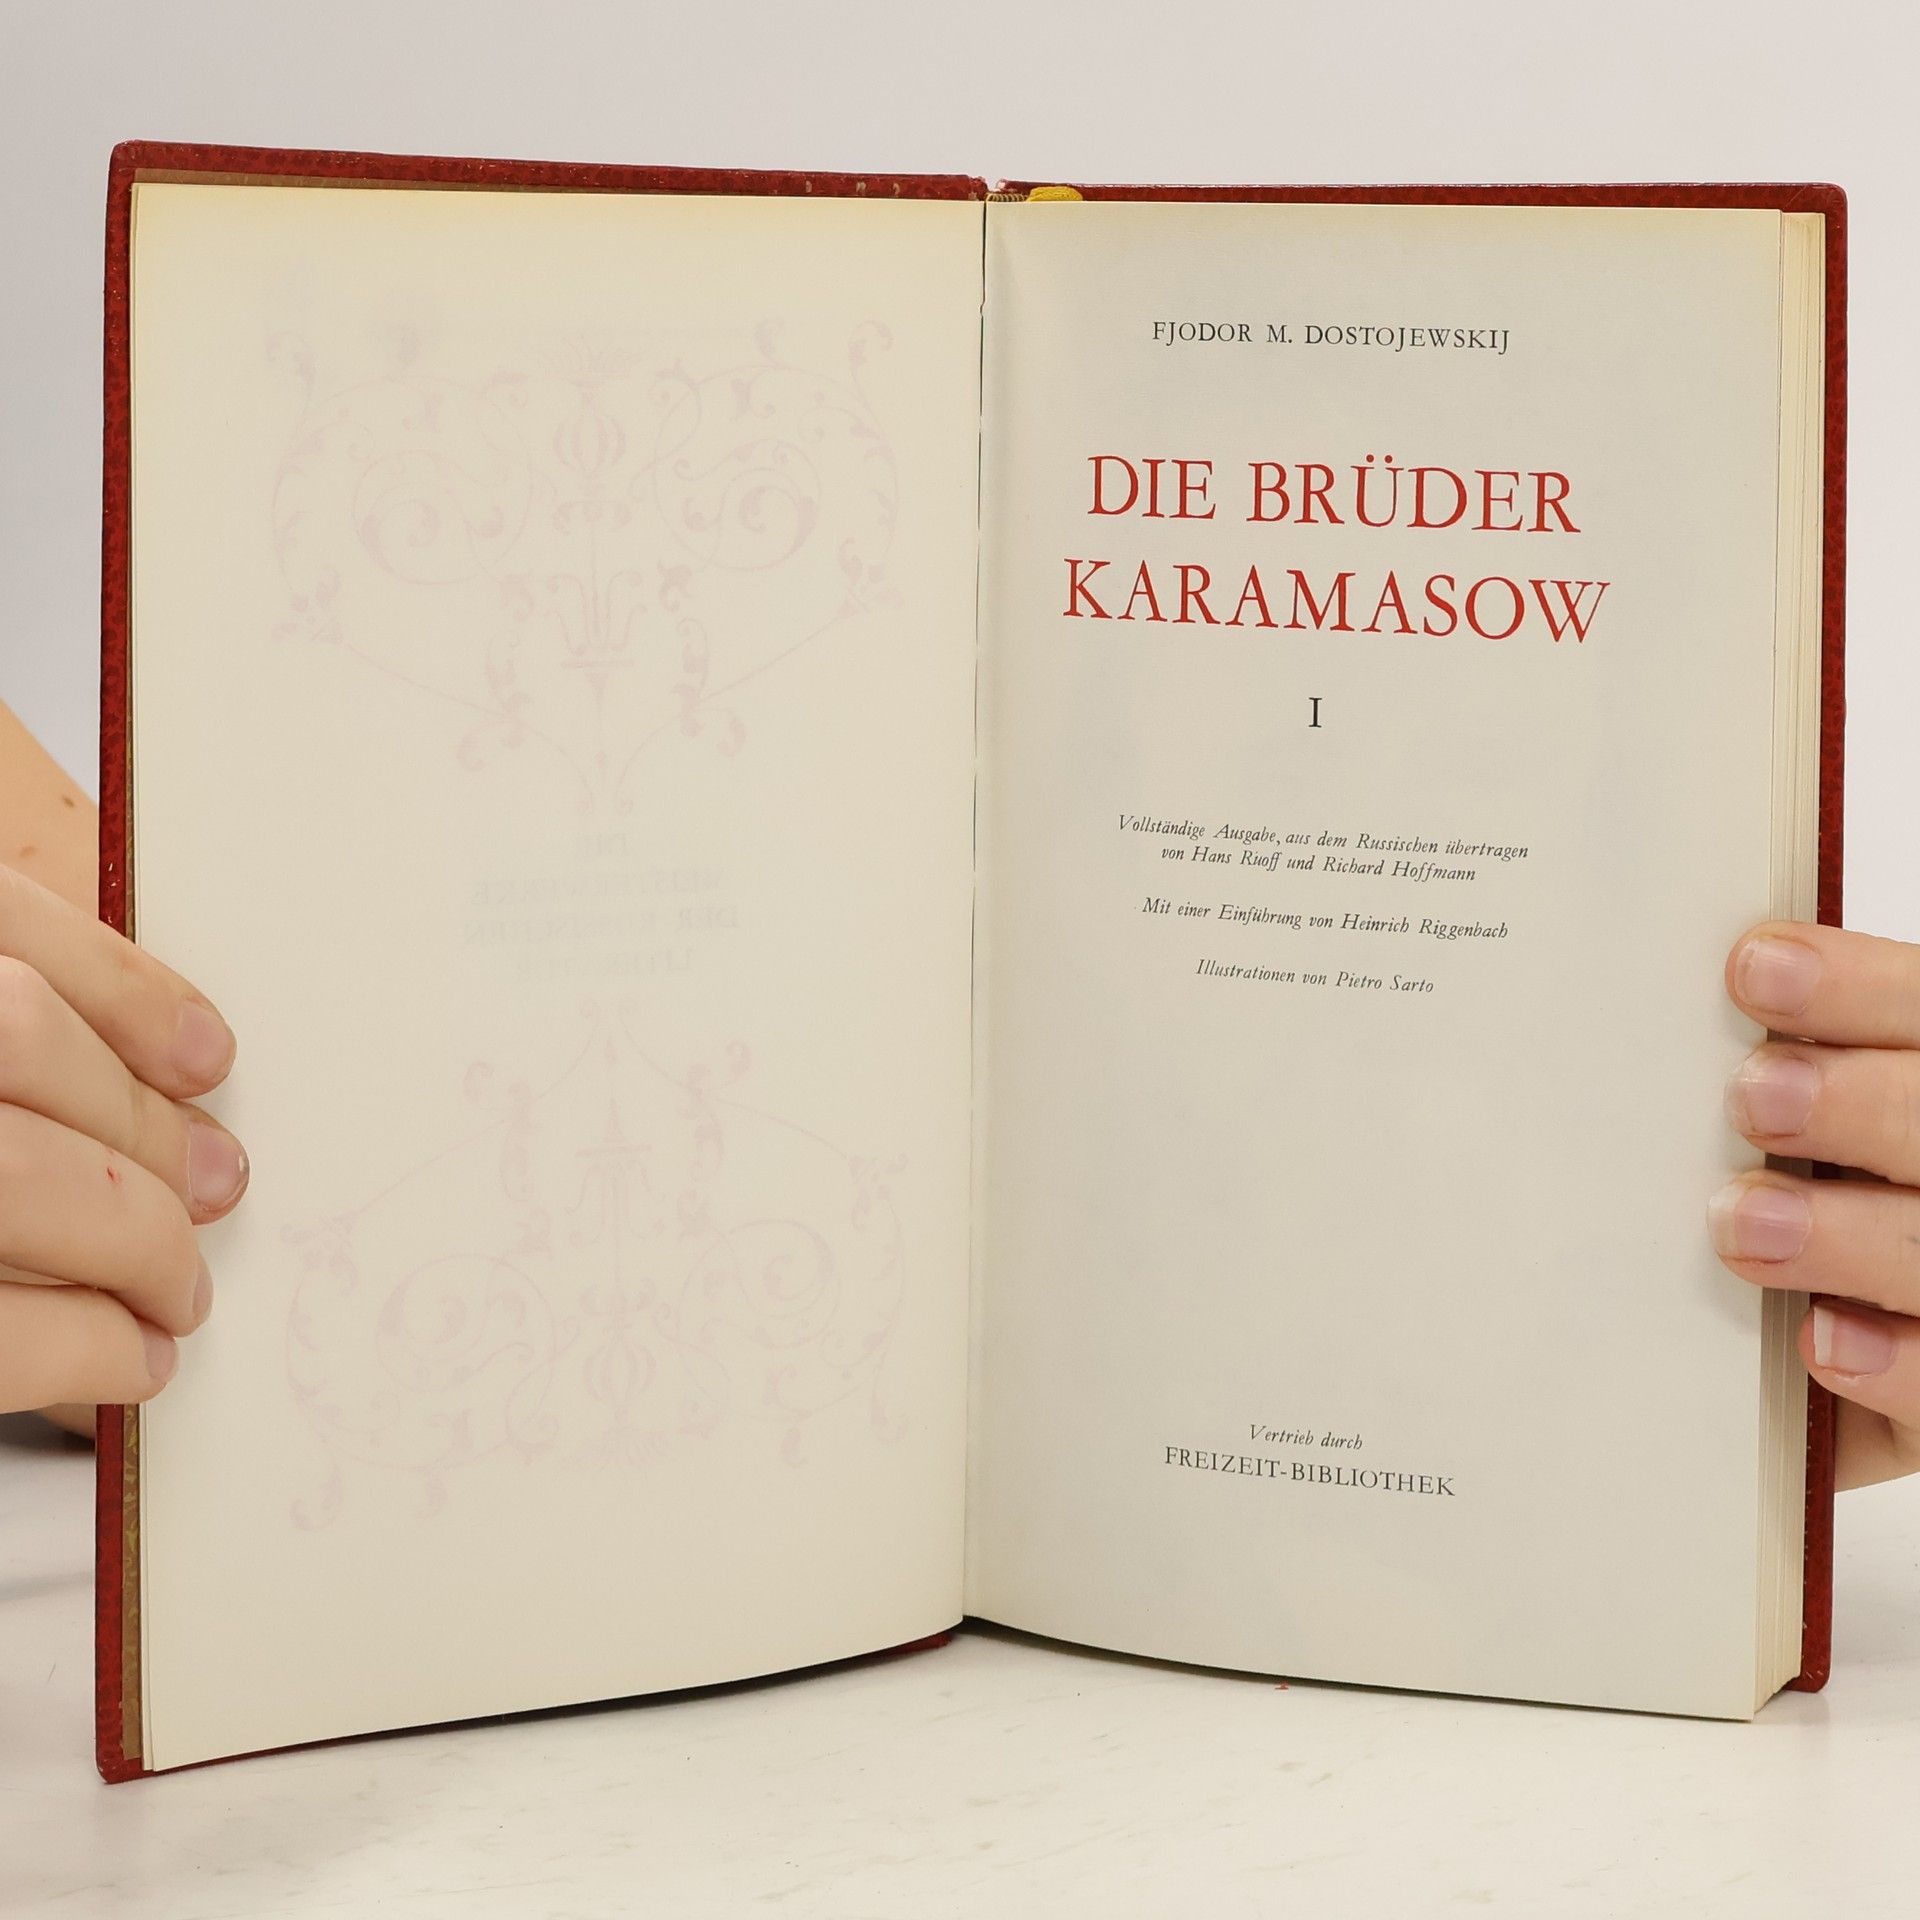 FJODOR M. DOSTOJEWSKIJ
DIE BRÜDER
KARAMASOW
I
Vollständige Ausgabe, aus dem Russischen übertragen
von Hans Ruoff und Richard Hoffmann
Mit einer Einführung von Heinrich Riggenbach
Illustrationen von Pietro Sarto
Vertrieb durch
FREIZEIT-BIBLIOTHEK